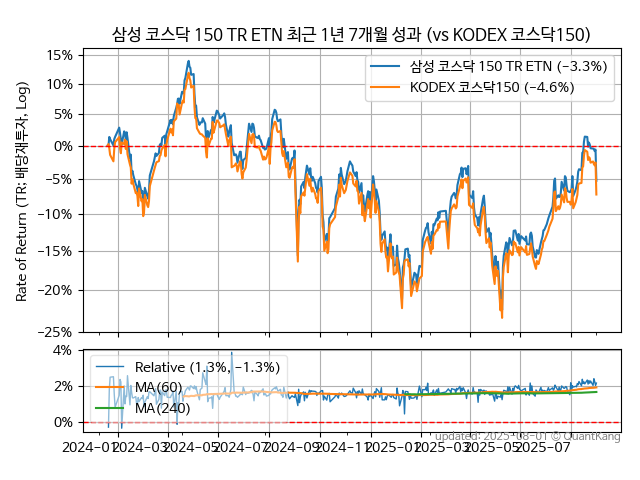 삼성 코스닥 150 TR ETN 최근 1년 7개월 성과 (vs KODEX 코스닥150)
15%
10%
5%
0%
−5%
−10%
−15%
−20%
−25%
Rate of Return (TR: 배당재투자, Log)
삼성 코스닥 150 TR ETN (−3.3%)
KODEX 코스닥150 (−4.6%)
4%
2%
0%
Relative (1.3%, −1.3%)
MA(60)
MA(240)
2024-01
2024-03
2024-05
2024-07
2024-09
2024-11
2025-01
2025-03
2025-05
2025-07
updated: 2025-08-01 © QuantKang